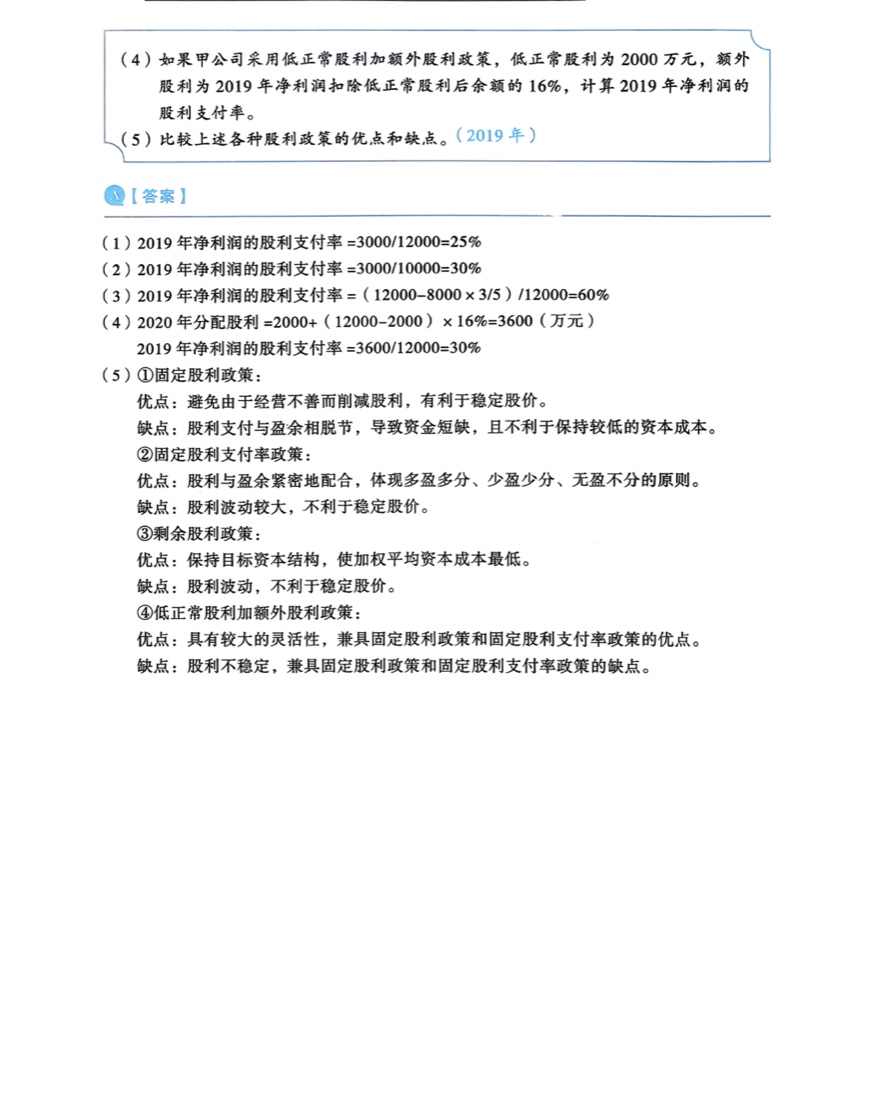 （4）如果甲公司采用低正常股利加额外股利政策，低正常股利为 2000 万元，额外
股利为 2019 年净利润扣除低正常股利后余额的 16%，计算 2019 年净利润的
股利支付率。
（5）比较上述各种股利政策的优点和缺点。（2019 年）
A【答案】
（1）2019 年净利润的股利支付率 =3000/12000=25%
（2）2019 年净利润的股利支付率 =3000/10000=30%
（3）2019 年净利润的股利支付率 =（12000-8000×3/5）/12000=60%
（4）2020 年分配股利 =2000+（12000-2000）×16%=3600（万元）
2019 年净利润的股利支付率 =3600/12000=30%
（5）①固定股利政策：
优点：避免由于经营不善而削减股利，有利于稳定股价。
缺点：股利支付与盈余相脱节，导致资金短缺，且不利于保持较低的资本成本。
②固定股利支付率政策：
优点：股利与盈余紧密地配合，体现多盈多分、少盈少分、无盈不分的原则。
缺点：股利波动较大，不利于稳定股价。
③剩余股利政策：
优点：保持目标资本结构，使加权平均资本成本最低。
缺点：股利波动，不利于稳定股价。
④低正常股利加额外股利政策：
优点：具有较大的灵活性，兼具固定股利政策和固定股利支付率政策的优点。
缺点：股利不稳定，兼具固定股利政策和固定股利支付率政策的缺点。